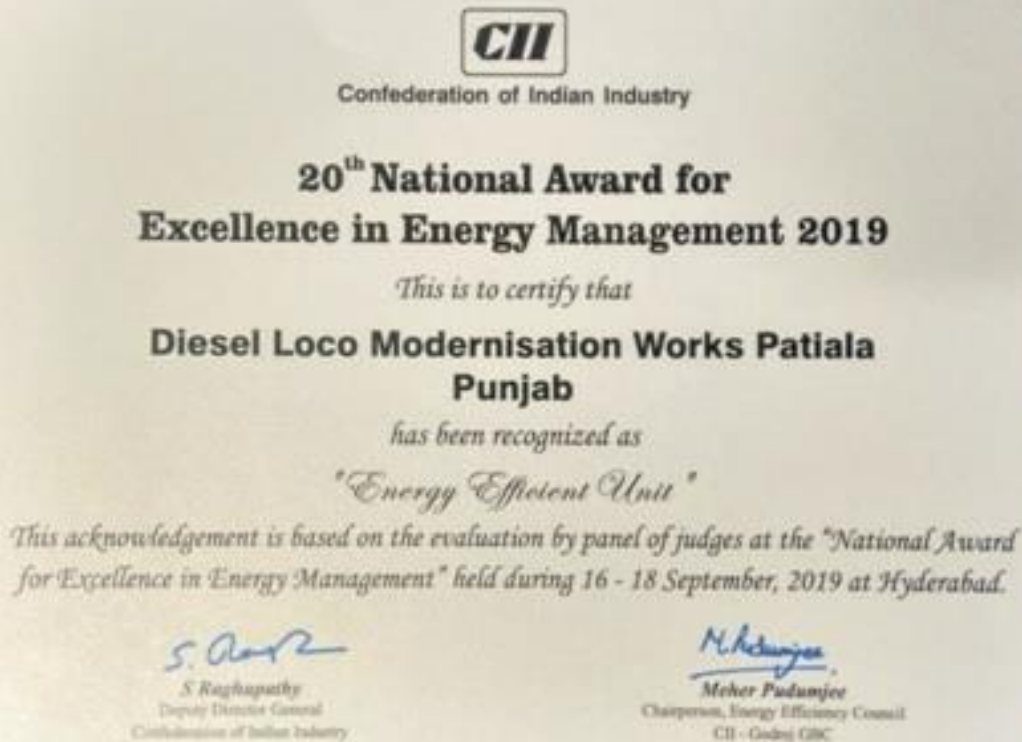 CII
Confederation of Indian Industry
20th National Award for
Excellence in Energy Management 2019
This is to certify that
Diesel Loco Modernisation Works Patiala
Punjab
has been recognized as
"Energy Efficient Unit"
This acknowledgement is based on the evaluation by panel of judges at the "National Award
for Excellence in Energy Management" held during 16 - 18 September, 2019 at Hyderabad.
S Raghupathy
Deputy Director General
Confederation of Indian Industry
Meher Pudumjee
Chairperson, Energy Efficiency Council
CII - Godrej GBC